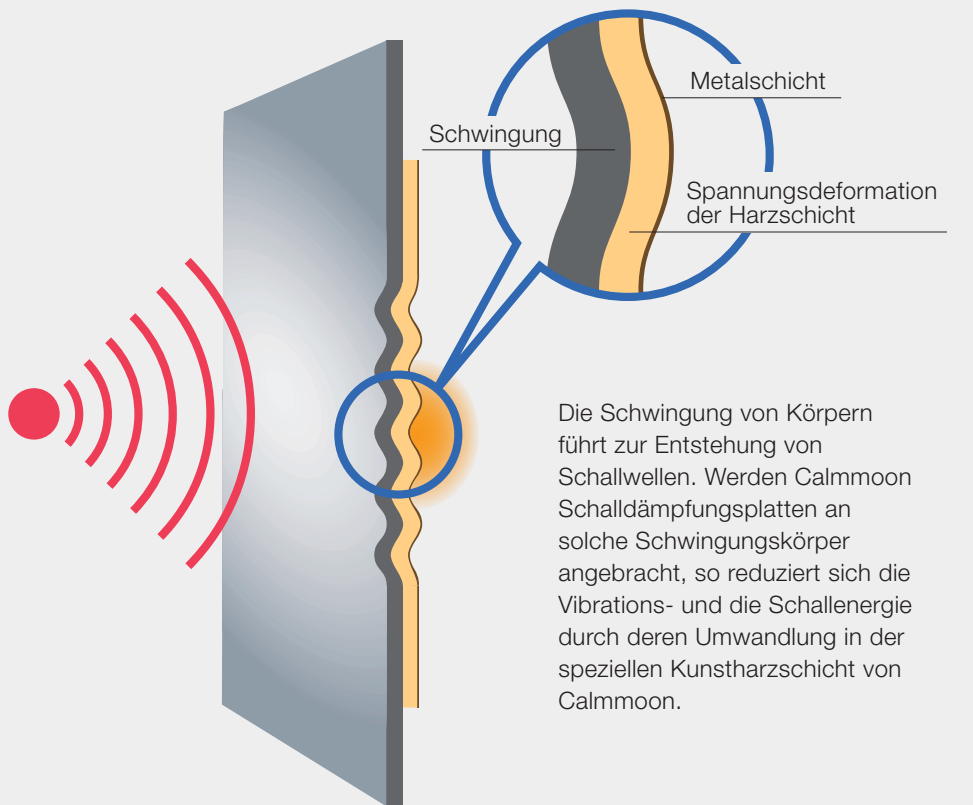 Metalschicht
Schwingung
Spannungsdeformation
der Harzschicht
Die Schwingung von Körpern
führt zur Entstehung von
Schallwellen. Werden Calmmoon
Schalldämpfungsplatten an
solche Schwingungskörper
angebracht, so reduziert sich die
Vibrations- und die Schallenergie
durch deren Umwandlung in der
speziellen Kunstharzschicht von
Calmmoon.